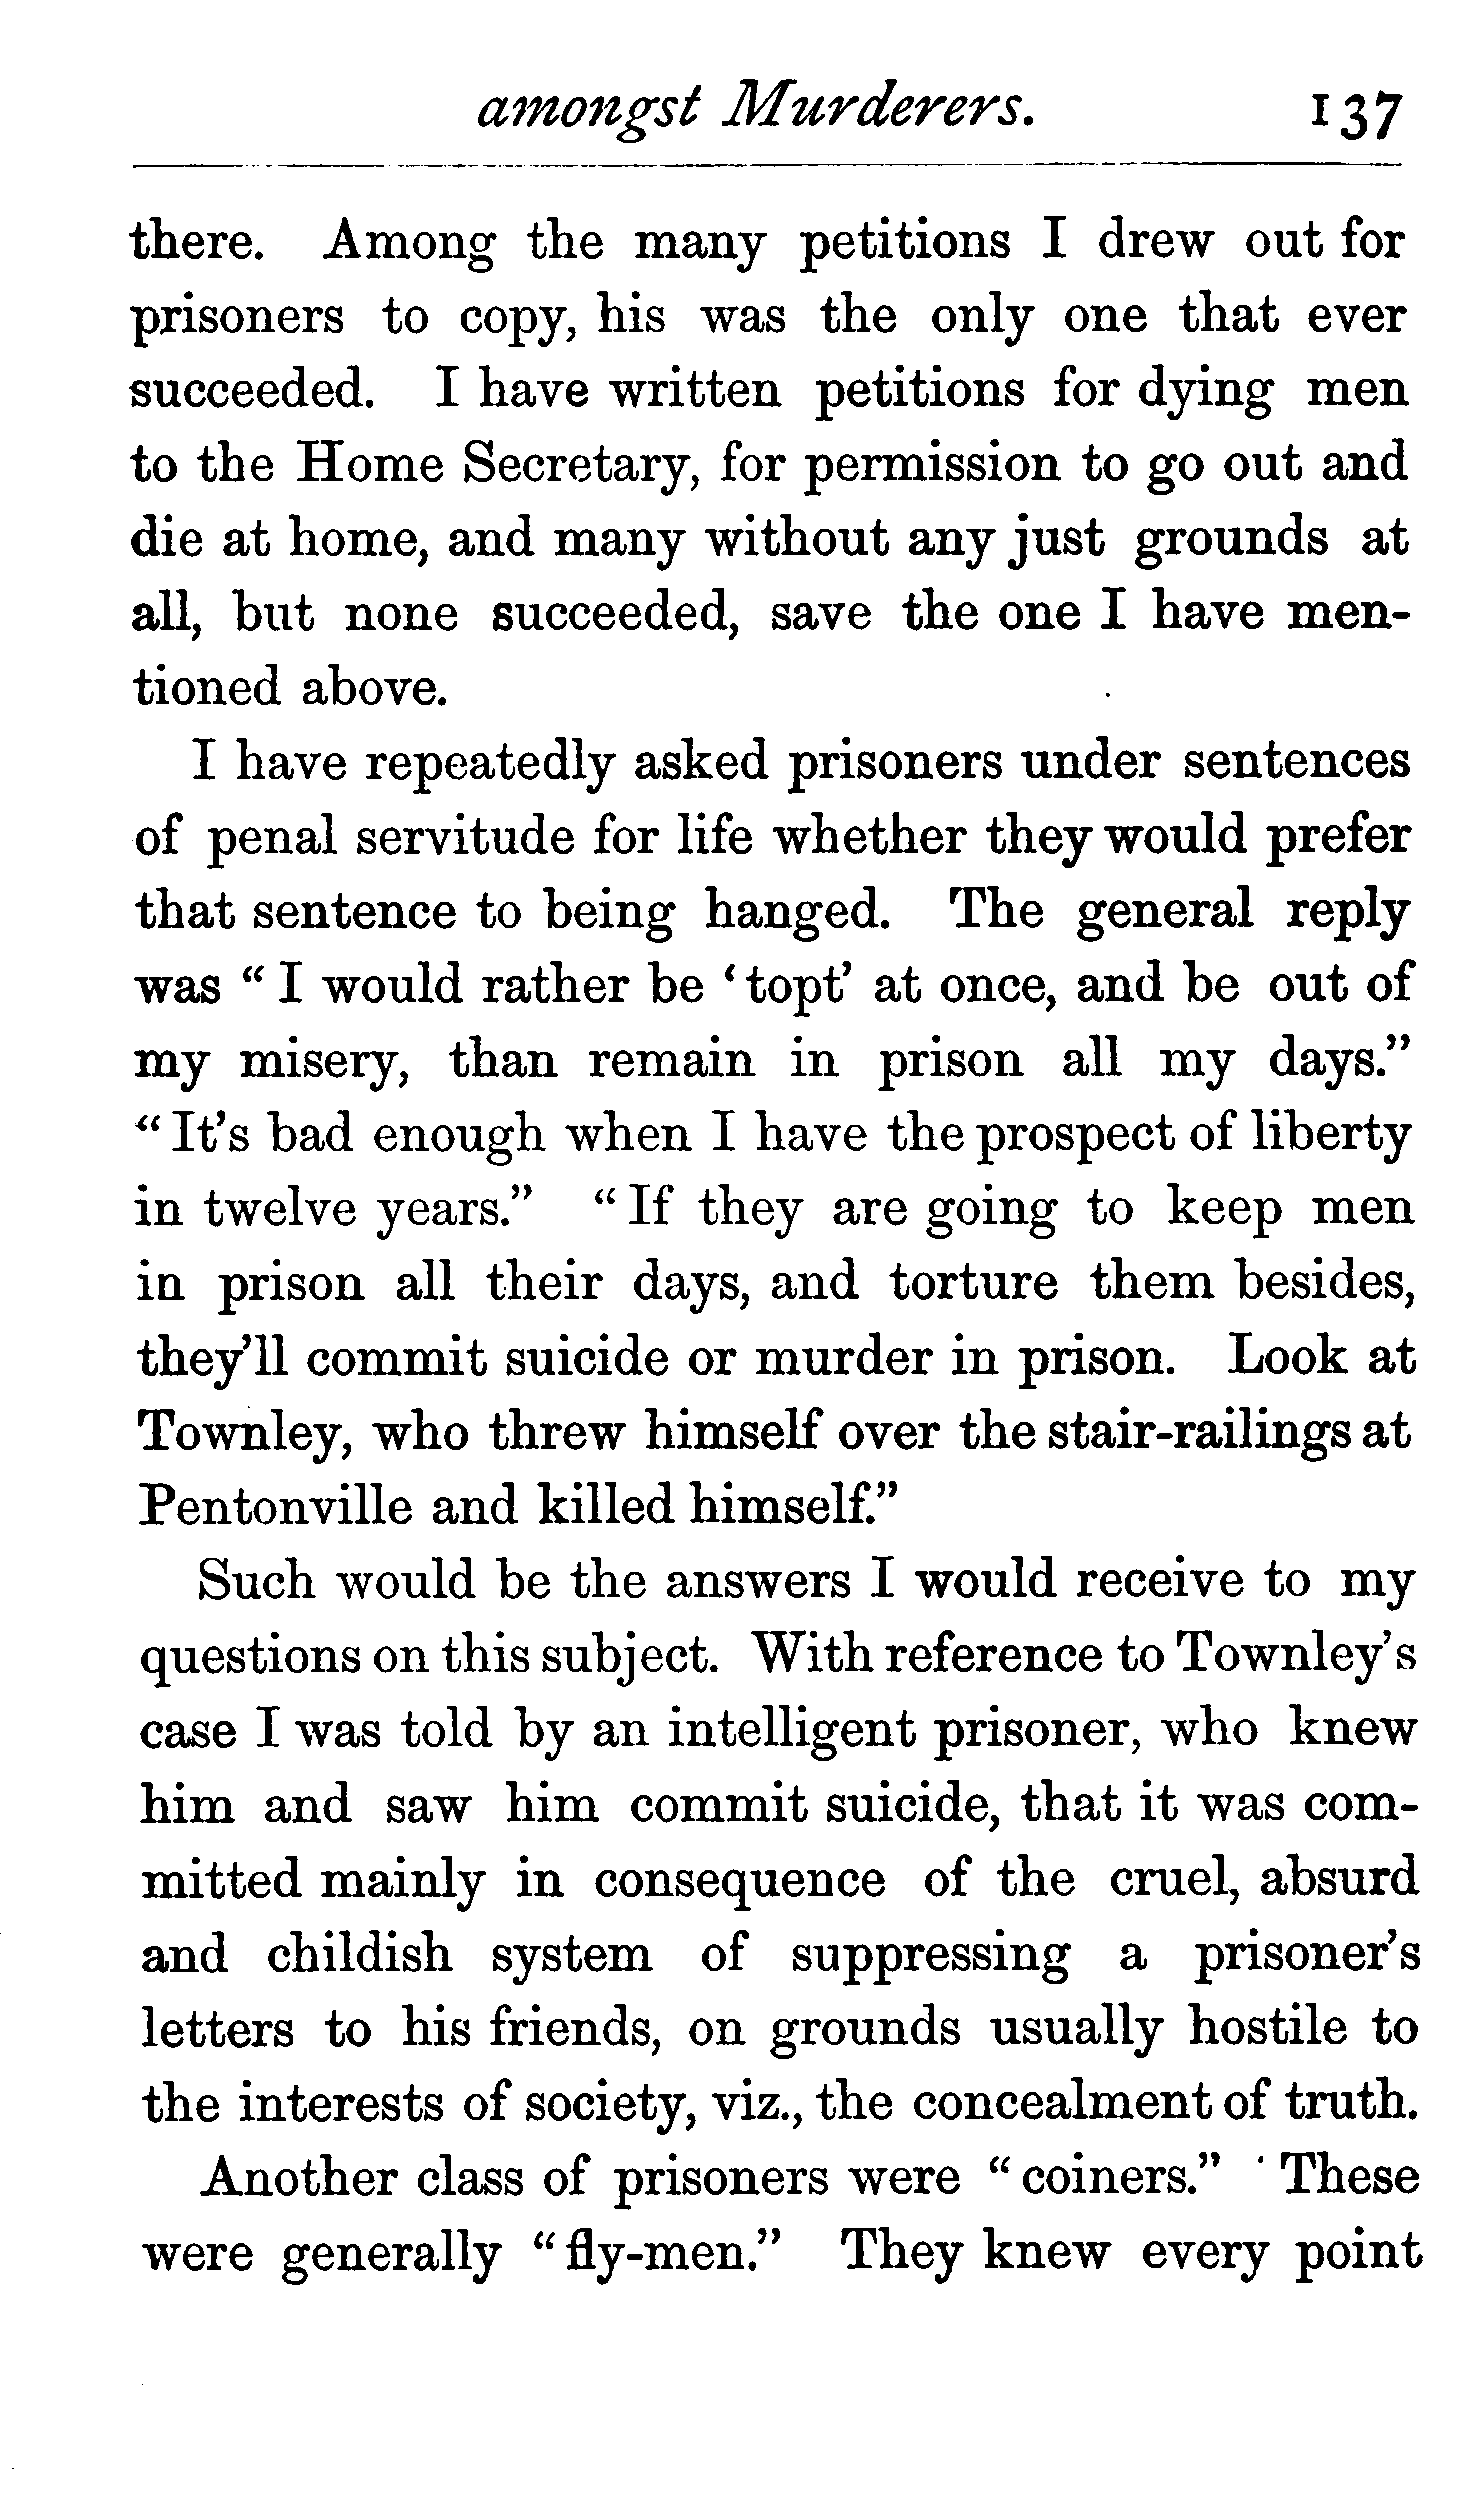 amongst Murderers. 137
there. Among the many petitions I drew out for
prisoners to copy, his was the only one that ever
succeeded. I have written petitions for dying men
to the Home Secretary, for permission to go out and
die at home, and many without any just grounds at
all, but none succeeded, save the one I have men-
tioned above.
I have repeatedly asked prisoners under sentences
of penal servitude for life whether they would prefer
that sentence to being hanged. The general reply
was “ I would rather be ‘ topt’ at once, and be out of
my misery, than remain in prison all my days.”
“ It’s bad enough when I have the prospect of liberty
in twelve years.” “ If they are going to keep men
in prison all their days, and torture them besides,
they’ll commit suicide or murder in prison. Look at
Townley, who threw himself over the stair-railings at
Pentonville and killed himself.”
Such would be the answers I would receive to my
questions on this subject. With reference to Townley’s
case I was told by an intelligent prisoner, who knew
him and saw him commit suicide, that it was com-
mitted mainly in consequence of the cruel, absurd
and childish system of suppressing a prisoner’s
letters to his friends, on grounds usually hostile to
the interests of society, viz., the concealment of truth.
Another class of prisoners were “ coiners.” These
were generally “ fly-men.” They knew every point